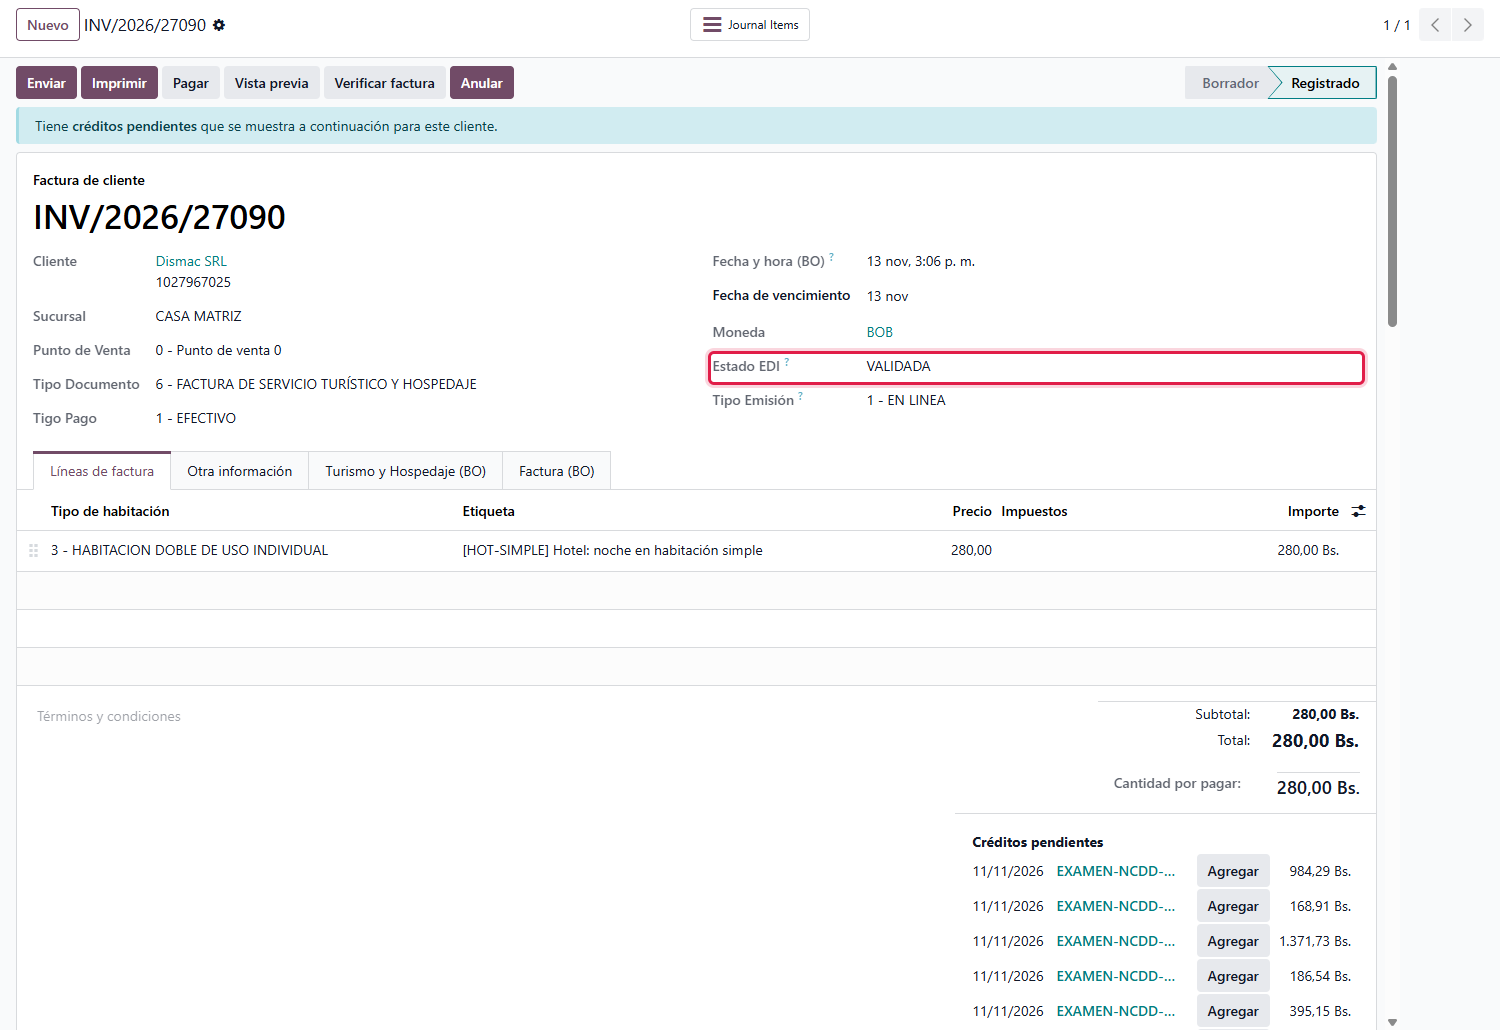 Nuevo INV/2026/27090 Journal Items 1 / 1
Enviar Imprimir Pagar Vista previa Verificar factura Anular Borrador Registrado
Tiene créditos pendientes que se muestra a continuación para este cliente.
Factura de cliente
INV/2026/27090
Cliente Dismac SRL
1027967025
Sucursal CASA MATRIZ
Punto de Venta 0 - Punto de venta 0
Tipo Documento 6 - FACTURA DE SERVICIO TURÍSTICO Y HOSPEDAJE
Tigo Pago 1 - EFECTIVO
Fecha y hora (BO) ? 13 nov, 3:06 p. m.
Fecha de vencimiento 13 nov
Moneda BOB
Estado EDI ? VALIDADA
Tipo Emisión ? 1 - EN LINEA
Líneas de factura Otra información Turismo y Hospedaje (BO) Factura (BO)
Tipo de habitación Etiqueta Precio Impuestos Importe
3 - HABITACION DOBLE DE USO INDIVIDUAL [HOT-SIMPLE] Hotel: noche en habitación simple 280,00 280,00 Bs.
Términos y condiciones
Subtotal: 280,00 Bs.
Total: 280,00 Bs.
Cantidad por pagar: 280,00 Bs.
Créditos pendientes
11/11/2026 EXAMEN-NCDD-... Agregar 984,29 Bs.
11/11/2026 EXAMEN-NCDD-... Agregar 168,91 Bs.
11/11/2026 EXAMEN-NCDD-... Agregar 1.371,73 Bs.
11/11/2026 EXAMEN-NCDD-... Agregar 186,54 Bs.
11/11/2026 EXAMEN-NCDD-... Agregar 395,15 Bs.